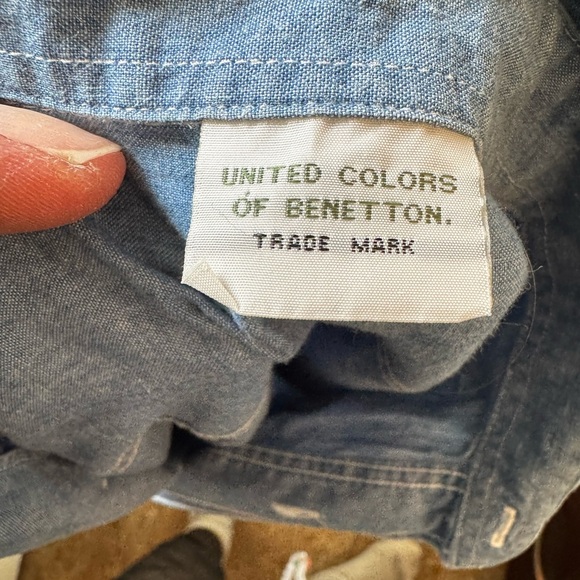 UNITED COLORS
OF BENETTON.
TRADE MARK